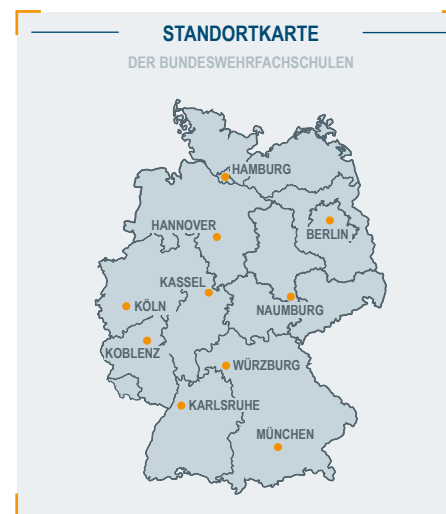 STANDORTKARTE
DER BUNDESWEHRFACHSCHULEN
HAMBURG
HANNOVER
BERLIN
KASSEL
NAUMBURG
KÖLN
KOBLENZ
WÜRZBURG
KARLSRUHE
MÜNCHEN